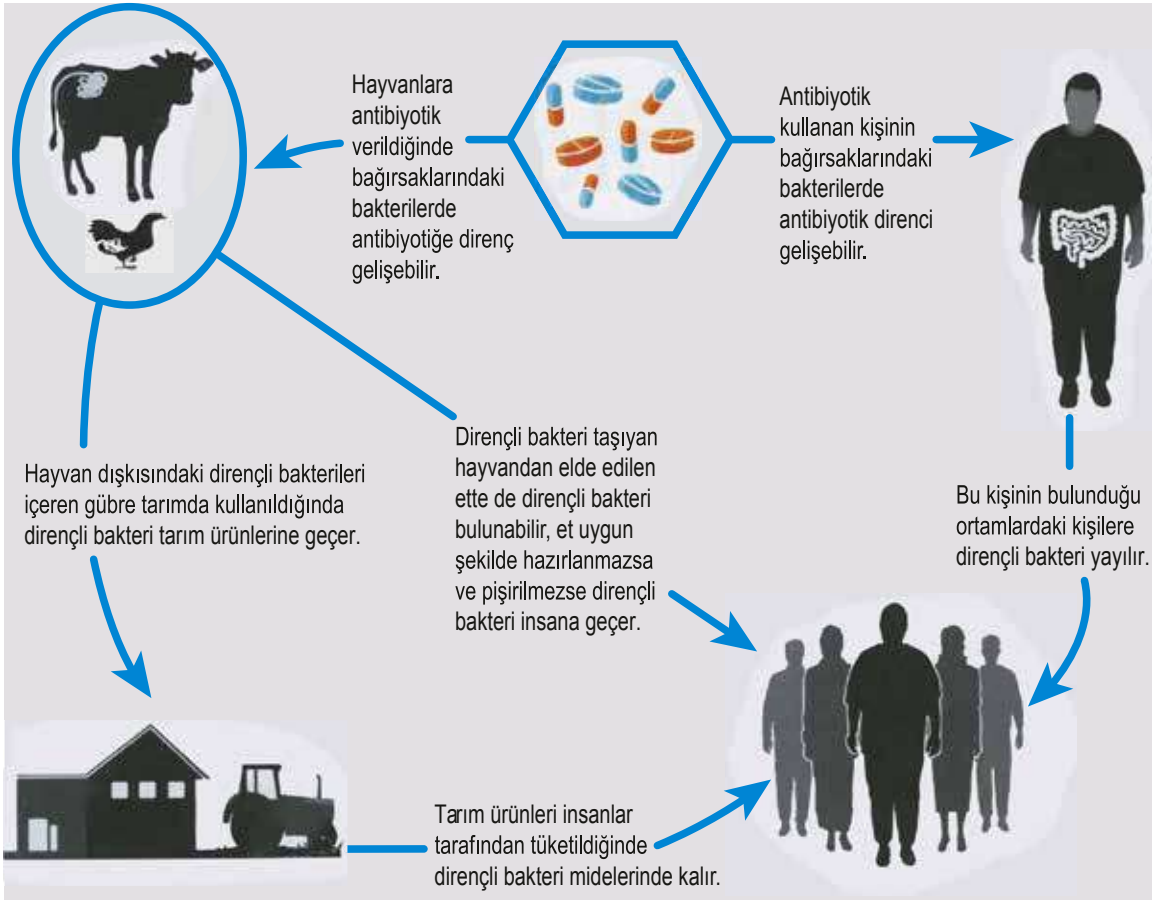 Hayvanlara
antibiyotik
verildiğinde
bağırsaklarındaki
bakterilerde
antibiyotiğe direnç
gelişebilir.
Antibiyotik
kullanan kişinin
bağırsaklarındaki
bakterilerde
antibiyotik direnci
gelişebilir.
Hayvan dışkısındaki dirençli bakterileri
içeren gübre tarımda kullanıldığında
dirençli bakteri tarım ürünlerine geçer.
Dirençli bakteri taşıyan
hayvandan elde edilen
ette de dirençli bakteri
bulunabilir, et uygun
şekilde hazırlanmazsa
ve pişirilmezse dirençli
bakteri insana geçer.
Bu kişinin bulunduğu
ortamlardaki kişilere
dirençli bakteri yayılır.
Tarım ürünleri insanlar
tarafından tüketildiğinde
dirençli bakteri midelerinde kalır.